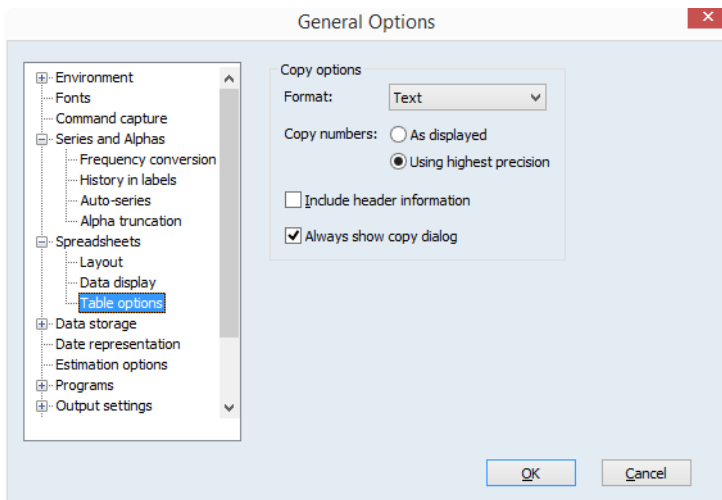 General Options
Environment
Fonts
Command capture
Series and Alphas
Frequency conversion
History in labels
Auto-series
Alpha truncation
Spreadsheets
Layout
Data display
Table options
Data storage
Date representation
Estimation options
Programs
Output settings
Copy options
Format: Text
Copy numbers: As displayed
Using highest precision
Include header information
Always show copy dialog
OK Cancel